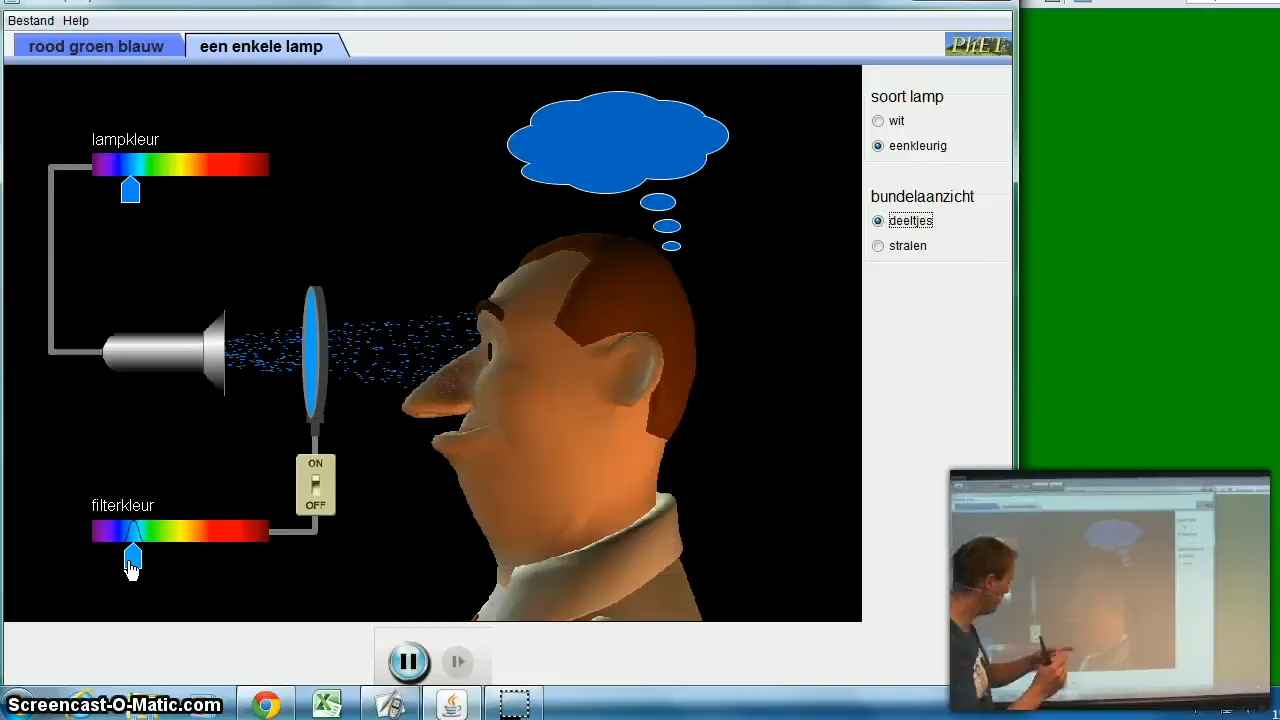 Bestand Help
rood groen blauw
een enkele lamp
PhET
lampkleur
soort lamp
wit
eenkleurig
bundelaanzicht
deeltjes
stralen
ON
OFF
filterkleur
Screencast-O-Matic.com